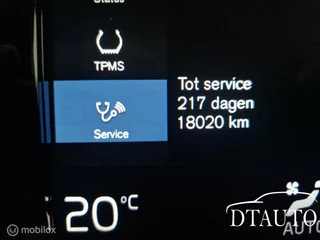 Status
TPMS
Service
Tot service
217 dagen
18020 km
20°C
DTAUTO
AUTO
© mobilox